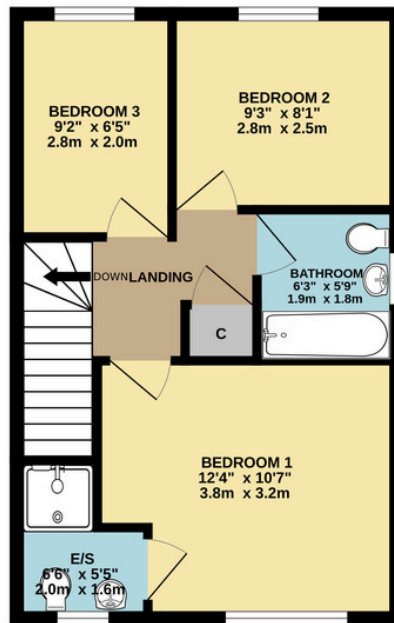 BEDROOM 3
9'2" x 6'5"
2.8m x 2.0m
BEDROOM 2
9'3" x 8'1"
2.8m x 2.5m
DOWN
LANDING
BATHROOM
6'3" x 5'9"
1.9m x 1.8m
C
BEDROOM 1
12'4" x 10'7"
3.8m x 3.2m
E/S
6'6" x 5'5"
2.0m x 1.6m